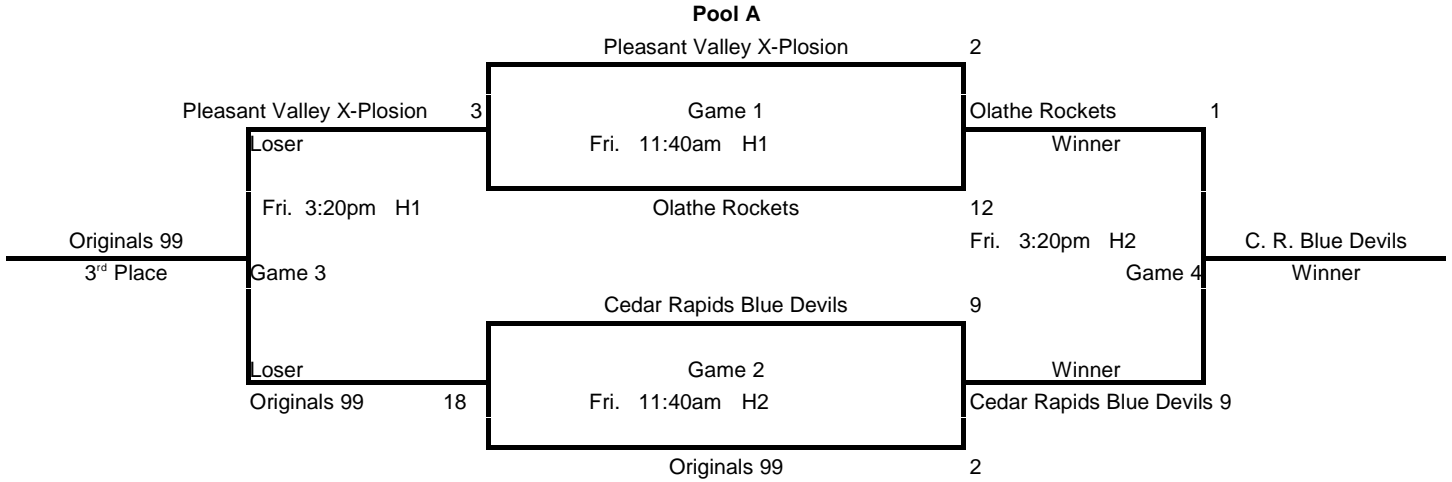 Pool A
Pleasant Valley X-Plosion 2
Pleasant Valley X-Plosion 3 Game 1 Olathe Rockets 1
Loser Fri. 11:40am H1 Winner
Fri. 3:20pm H1 Olathe Rockets 12
Originals 99 Fri. 3:20pm H2 C. R. Blue Devils
3rd Place Game 3 Game 4 Winner
Cedar Rapids Blue Devils 9
Loser Game 2 Winner
Originals 99 18 Fri. 11:40am H2 Cedar Rapids Blue Devils 9
Originals 99 2